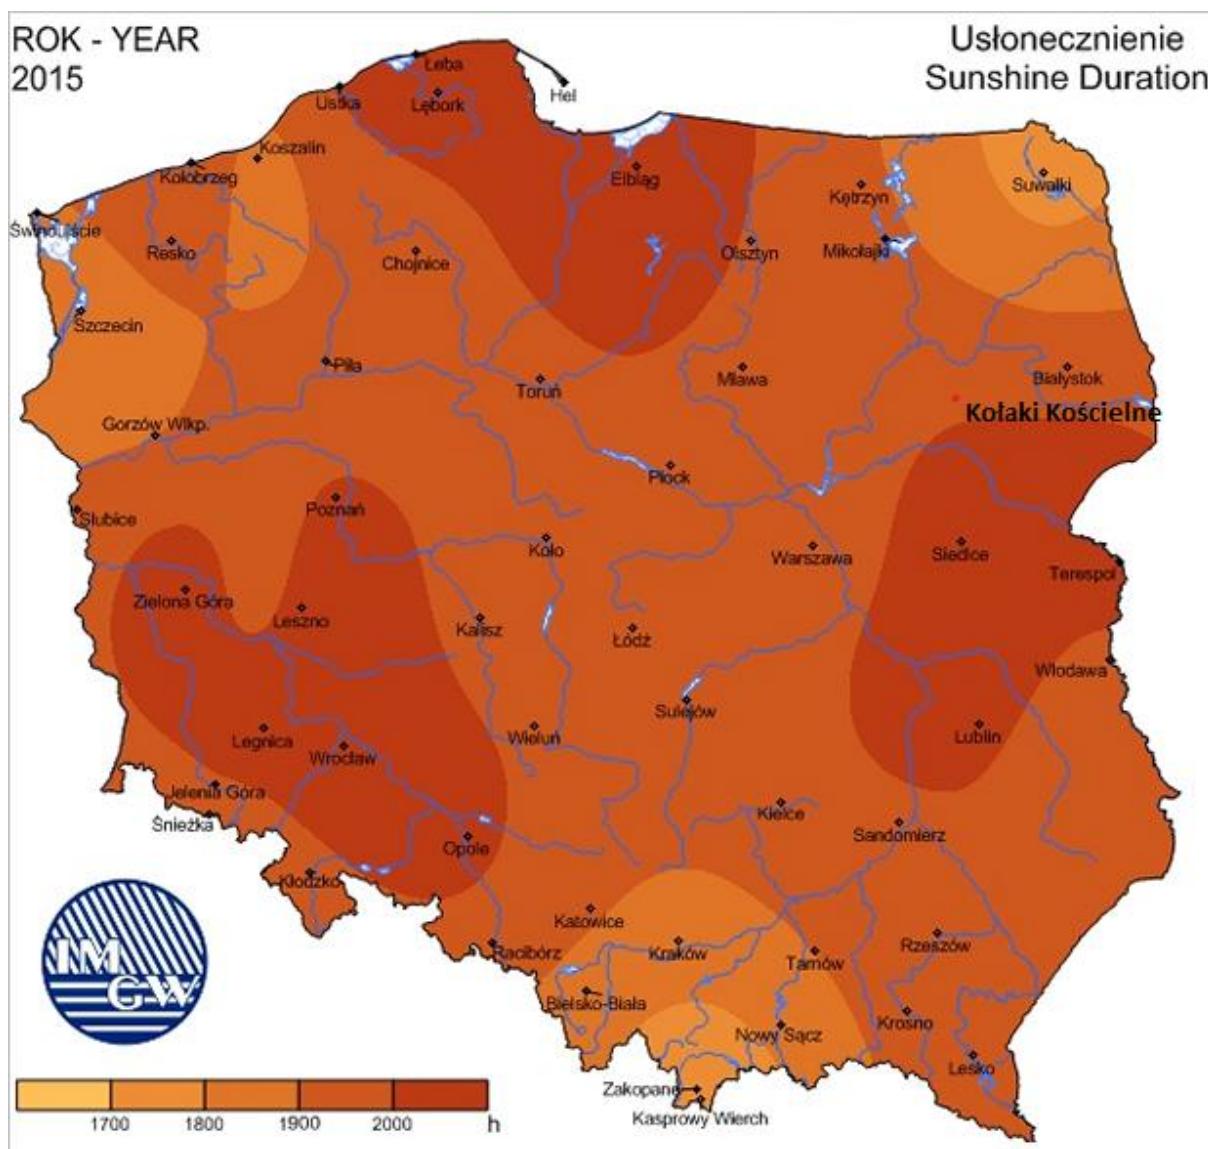 ROK - YEAR
2015
Usłonecznienie
Sunshine Duration
Łeba
Hel
Ustka
Lębork
Koszalin
Kołobrzeg
Elbląg
Suwałki
Kętrzyn
Świnoujście
Resko
Chojnice
Olsztyn
Mikołajki
Szczecin
Piła
Toruń
Mława
Białystok
Kołaki Kościelne
Gorzów Wlkp.
Płock
Słubice
Poznań
Koło
Warszawa
Siedlce
Terespol
Zielona Góra
Leszno
Kalisz
Łódź
Włodawa
Sulejów
Legnica
Wrocław
Wieluń
Lublin
Jelenia Góra
Śnieżka
Kielce
Sandomierz
Opole
Kłodzko
Katowice
Kraków
Rzeszów
Racibórz
Tarnów
Bielsko-Biała
Nowy Sącz
Krosno
Lesko
Zakopane
Kasprowy Wierch
IM
GW
1700 1800 1900 2000 h